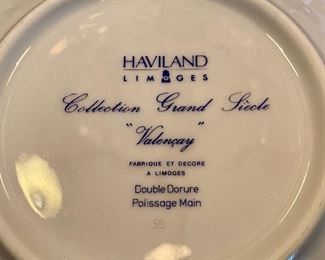 HAVILAND
LIMOGES
Collection Grand Siècle
"Valençay"
FABRIQUE ET DECORE
A LIMOGES
Double Dorure
Polissage Main